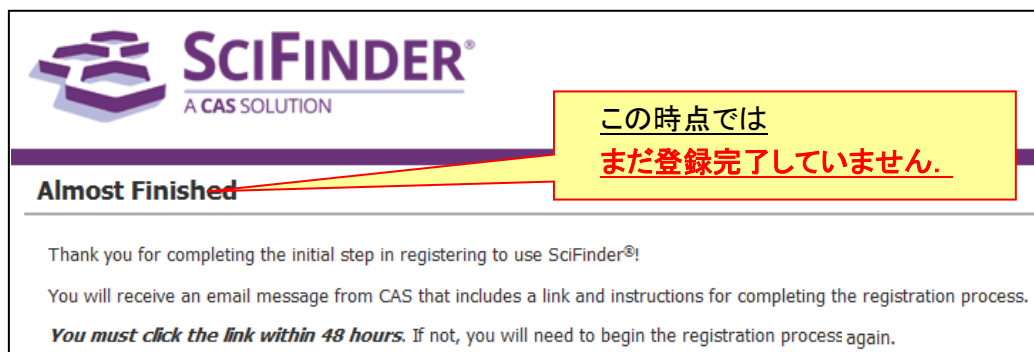 SCIFINDER®
A CAS SOLUTION
この時点では
まだ登録完了していません．
Almost Finished
Thank you for completing the initial step in registering to use SciFinder®!
You will receive an email message from CAS that includes a link and instructions for completing the registration process.
You must click the link within 48 hours. If not, you will need to begin the registration process again.